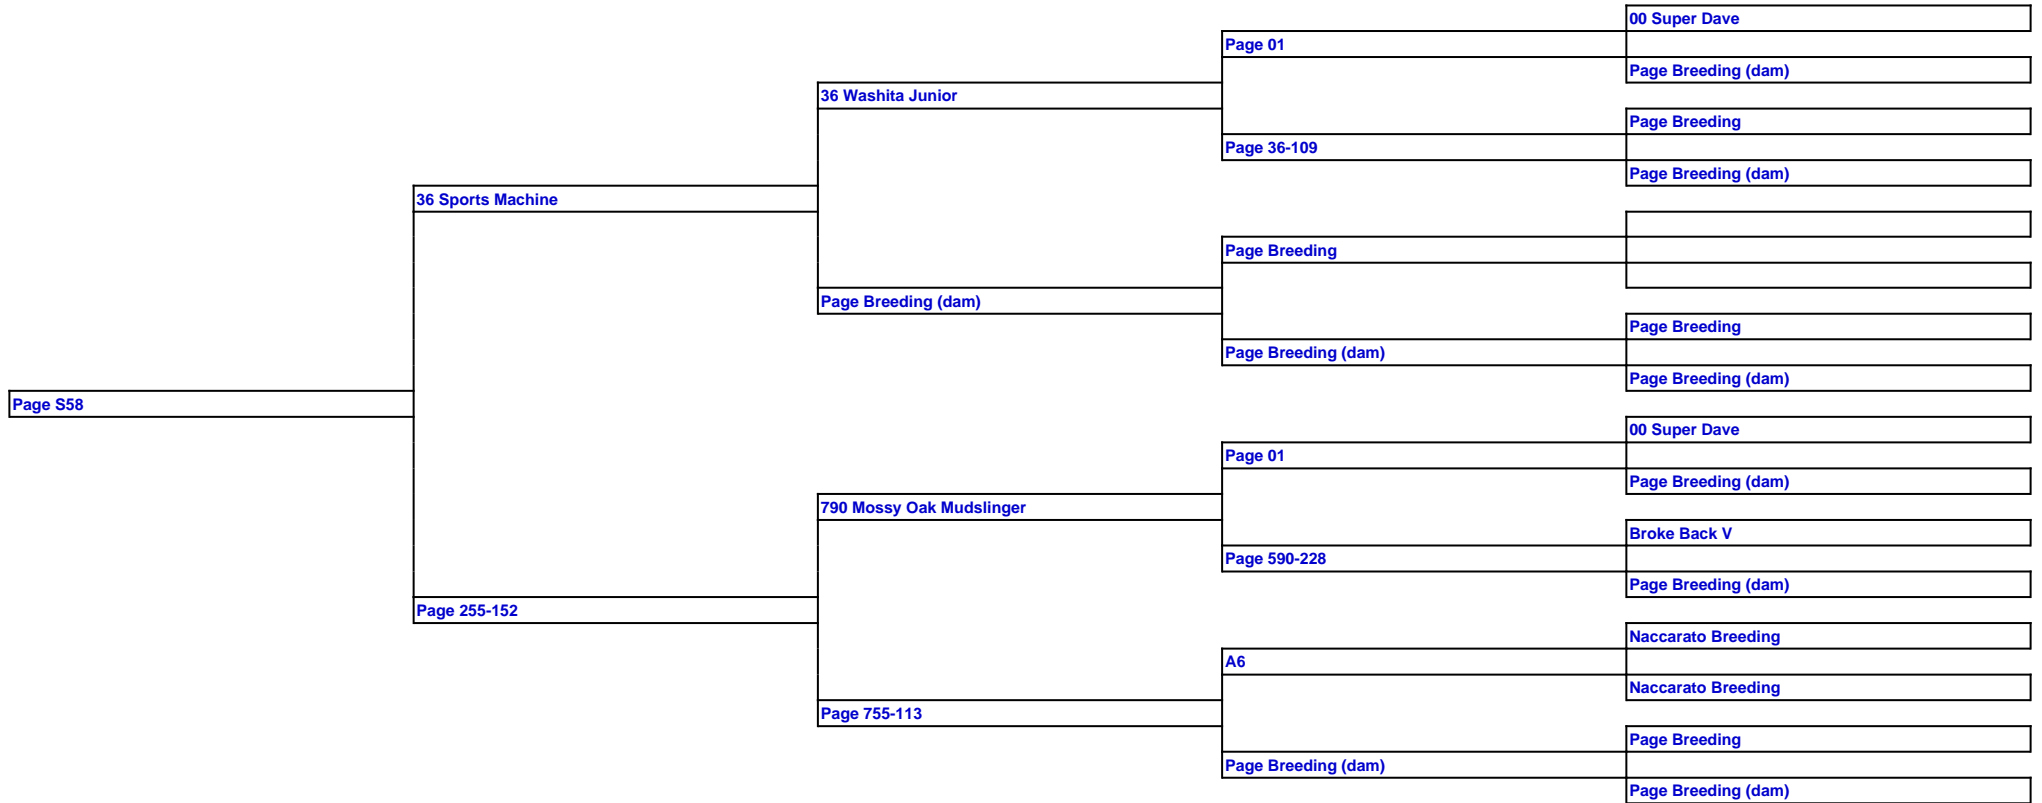 00 Super Dave
Page 01
Page Breeding (dam)
36 Washita Junior
Page Breeding
Page 36-109
Page Breeding (dam)
36 Sports Machine
Page Breeding
Page Breeding (dam)
Page Breeding
Page Breeding (dam)
Page Breeding (dam)
Page S58
00 Super Dave
Page 01
Page Breeding (dam)
790 Mossy Oak Mudslinger
Broke Back V
Page 590-228
Page Breeding (dam)
Page 255-152
Naccarato Breeding
A6
Naccarato Breeding
Page 755-113
Page Breeding
Page Breeding (dam)
Page Breeding (dam)